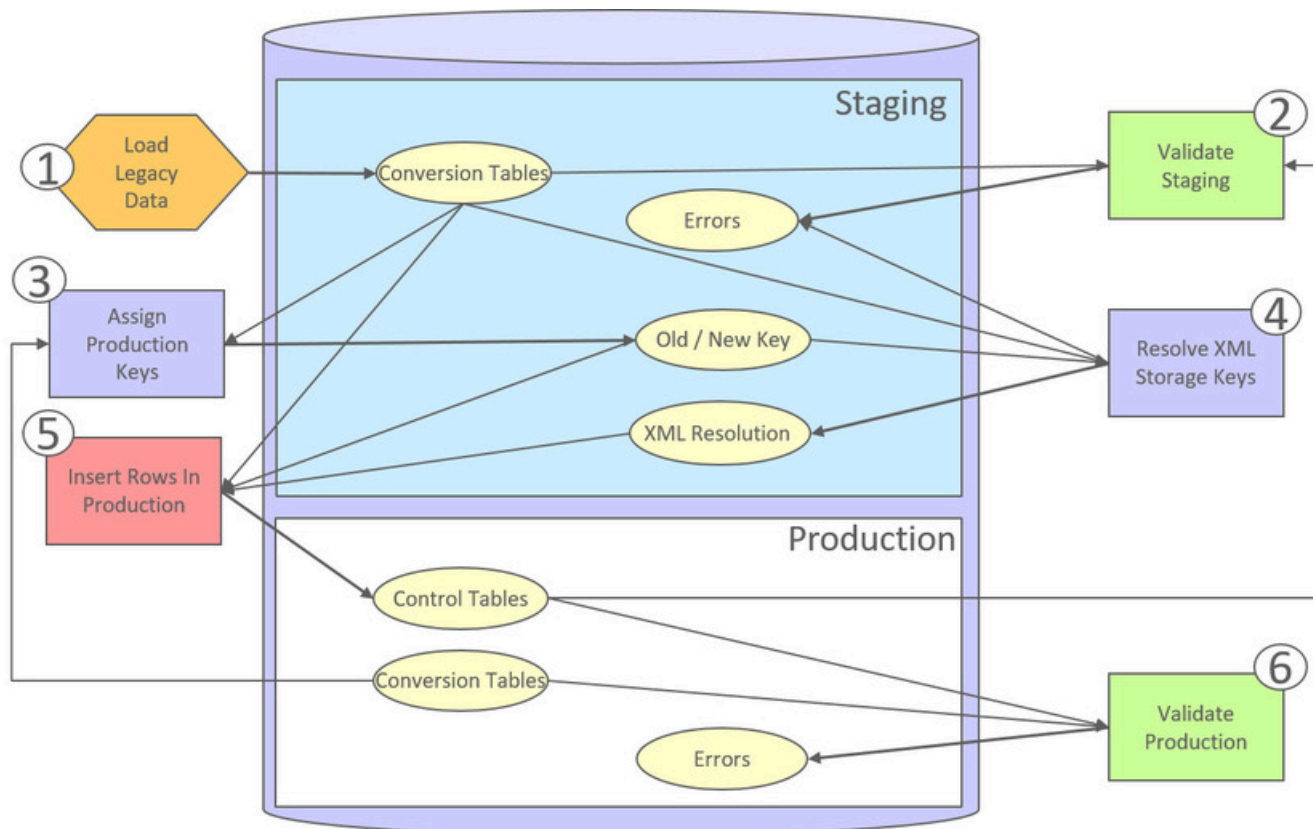 Staging
1
Load
Legacy
Data
Conversion Tables
2
Validate
Staging
Errors
3
Assign
Production
Keys
Old / New Key
4
Resolve XML
Storage Keys
XML Resolution
5
Insert Rows In
Production
Production
Control Tables
Conversion Tables
6
Validate
Production
Errors